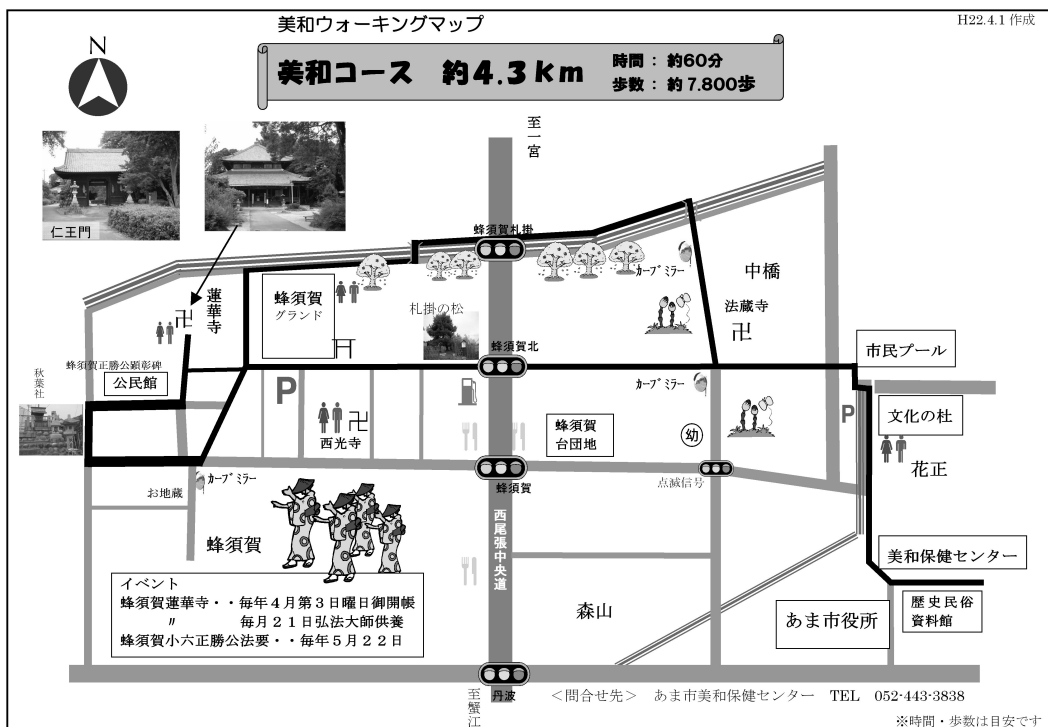 美和ウォーキングマップ
H22.4.1 作成
美和コース　約4.3km
時間：約60分
歩数：約7.800歩
N
至一宮
仁王門
蜂須賀札掛
カーブミラー
中橋
蓮華寺
蜂須賀
グランド
札掛の松
法蔵寺
卍
卍
蜂須賀北
市民プール
蜂須賀正勝公顕彰碑
公民館
秋葉社
P
カーブミラー
西光寺
卍
蜂須賀
台団地
幼
P
文化の杜
花正
お地蔵
カーブミラー
蜂須賀
点滅信号
蜂須賀
西尾張中央道
美和保健センター
イベント
蜂須賀蓮華寺・・毎年４月第３日曜日御開帳
〃　毎月２１日弘法大師供養
蜂須賀小六正勝公法要・・毎年５月２２日
森山
あま市役所
歴史民俗
資料館
丹波
至蟹江
＜問合せ先＞　あま市美和保健センター　TEL　052-443-3838
※時間・歩数は目安です